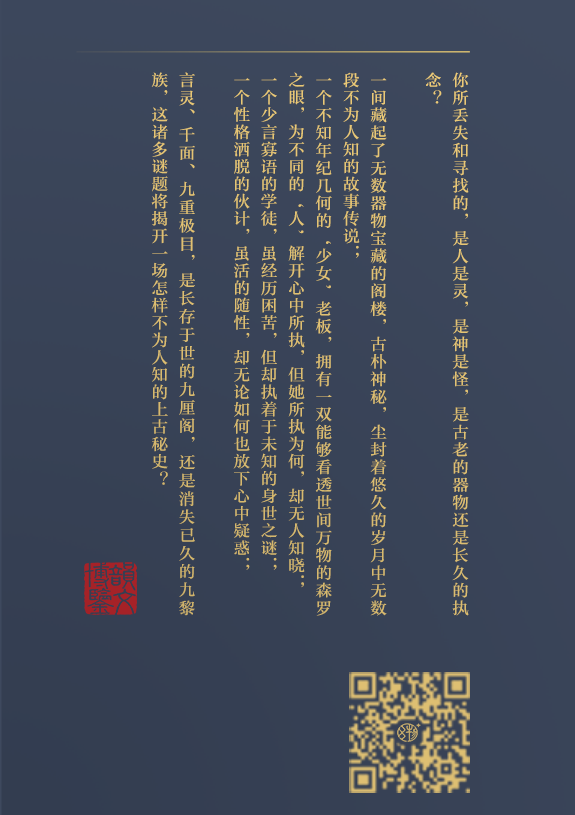 你所丢失和寻找的，是人是灵，是神是怪，是古老的器物还是长久的执
念？
一间藏起了无数器物宝藏的阁楼，古朴神秘，尘封着悠久的岁月中无数
段不为人知的故事传说；
一个不知年纪几何的“少女”老板，拥有一双能够看透世间万物的森罗
之眼，为不同的“人”解开心中所执，但她所执为何，却无人知晓；
一个少言寡语的学徒，虽经历困苦，但却执着于未知的身世之谜；
一个性格洒脱的伙计，虽活的随性，却无论如何也放下心中疑惑；
言灵、千面、九重极目，是长存于世的九厘阁，还是消失已久的九黎
族，这诸多谜题将揭开一场怎样不为人知的上古秘史？